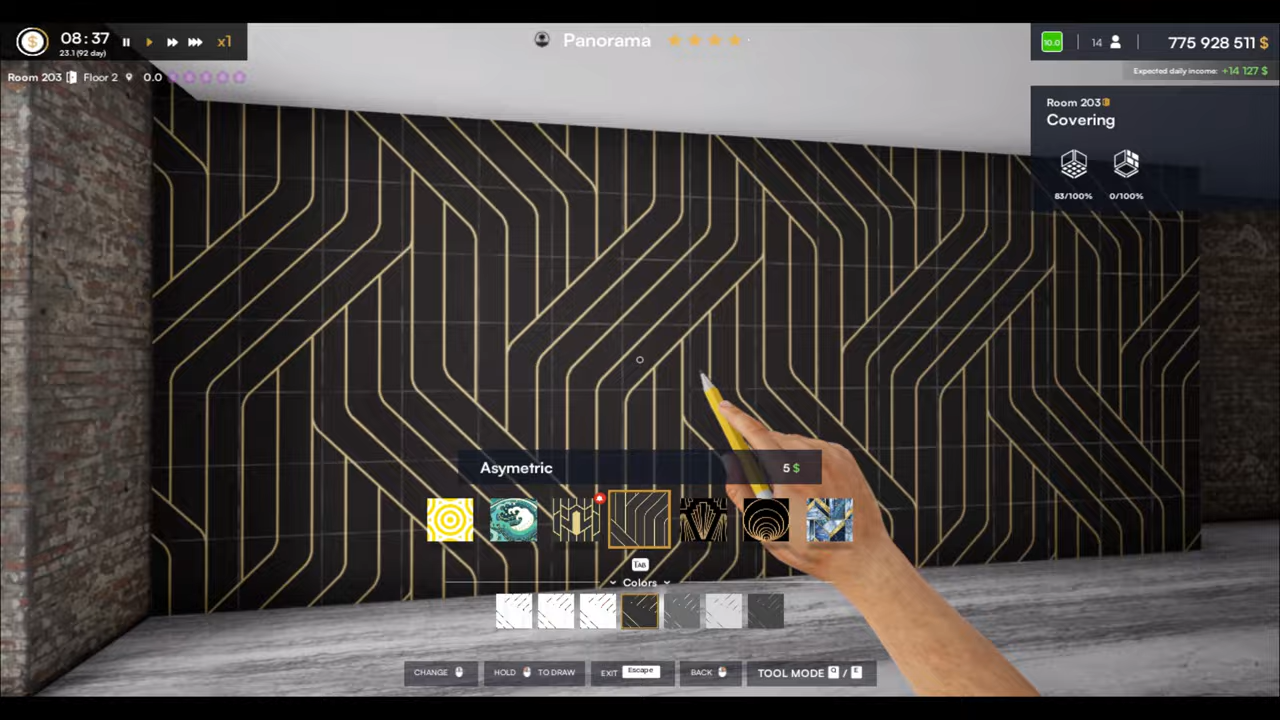 08:37
23.1 (92 day)
x1
Panorama
10.0
14
775 928 511 $
Expected daily income: +14 127 $
Room 203 Floor 2 0.0
Room 203
Covering
83/100%
0/100%
Asymetric
5 $
TAB
Colors
CHANGE
HOLD TO DRAW
EXIT Escape
BACK
TOOL MODE Q / E